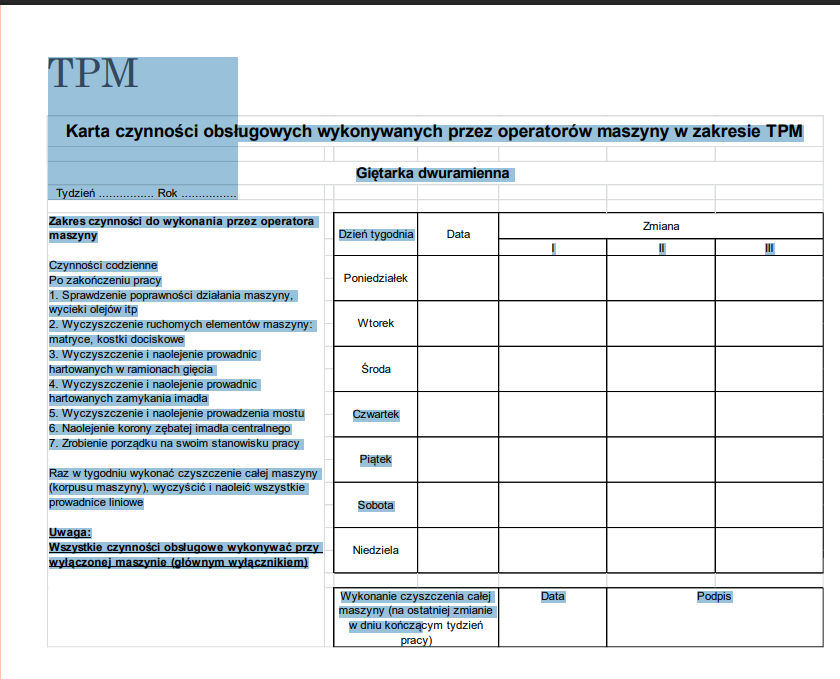 TPM
Karta czynności obsługowych wykonywanych przez operatorów maszyny w zakresie TPM
Giętarka dwuramienna
Tydzień ................. Rok .................
Zakres czynności do wykonania przez operatora
maszyny
Czynności codzienne
Po zakończeniu pracy
1. Sprawdzenie poprawności działania maszyny,
wycieki olejów itp
2. Wyczyszczenie ruchomych elementów maszyny:
matryce, kostki dociskowe
3. Wyczyszczenie i naolejenie prowadnic
hartowanych w ramionach gięcia
4. Wyczyszczenie i naolejenie prowadnic
hartowanych zamykania imadła
5. Wyczyszczenie i naolejenie prowadzenia mostu
6. Naolejenie korony zębatej imadła centralnego
7. Zrobienie porządku na swoim stanowisku pracy
Raz w tygodniu wykonać czyszczenie całej maszyny
(korpusu maszyny), wyczyścić i naoleić wszystkie
prowadnice liniowe
Uwaga:
Wszystkie czynności obsługowe wykonywać przy
wyłączonej maszynie (głównym wyłącznikiem)
Dzień tygodnia
Data
Zmiana
I
II
III
Poniedziałek
Wtorek
Środa
Czwartek
Piątek
Sobota
Niedziela
Wykonanie czyszczenia całej
maszyny (na ostatniej zmianie
w dniu kończącym tydzień
pracy)
Data
Podpis